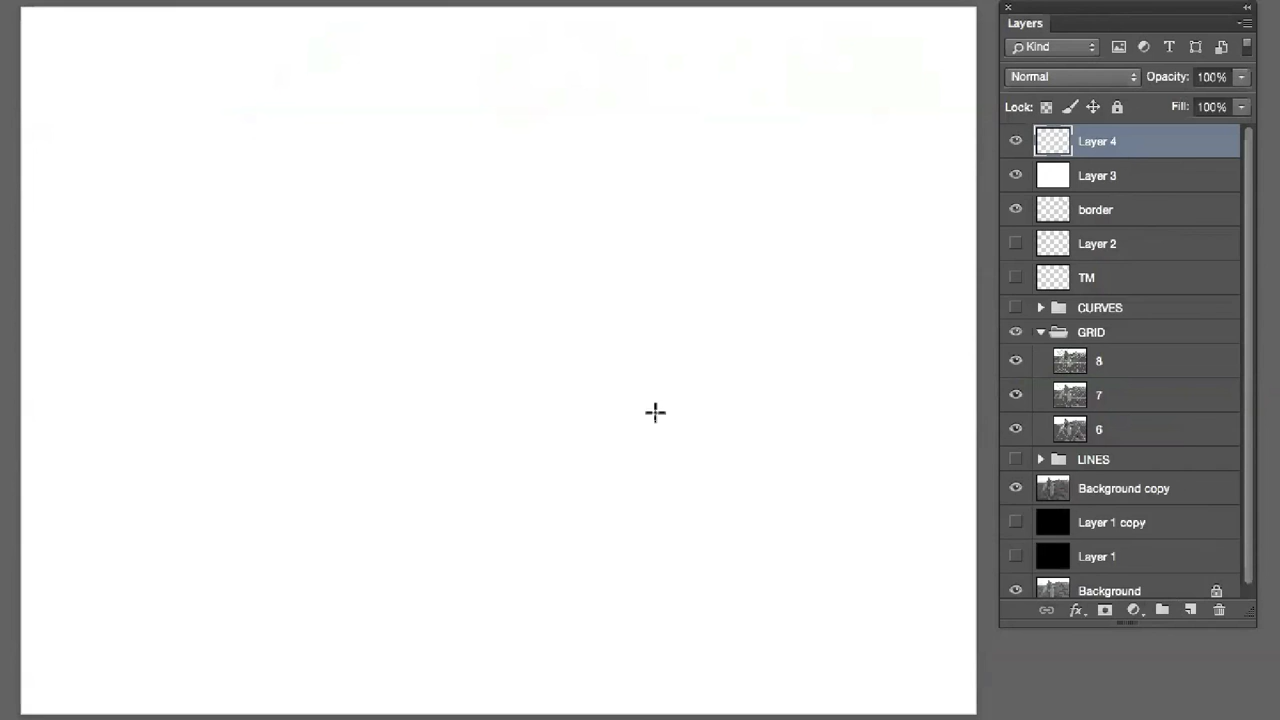 Layers
Kind
Normal Opacity: 100%
Lock: Fill: 100%
Layer 4
Layer 3
border
Layer 2
TM
CURVES
GRID
8
7
6
LINES
Background copy
Layer 1 copy
Layer 1
Background
fx